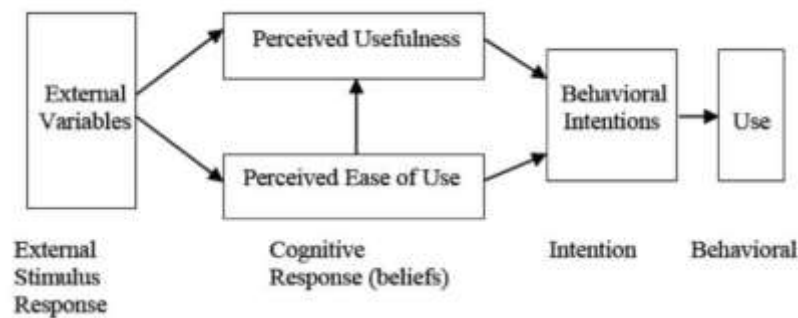 Perceived Usefulness
External
Variables
Behavioral
Intentions
Use
Perceived Ease of Use
External
Stimulus
Response
Cognitive
Response (beliefs)
Intention
Behavioral